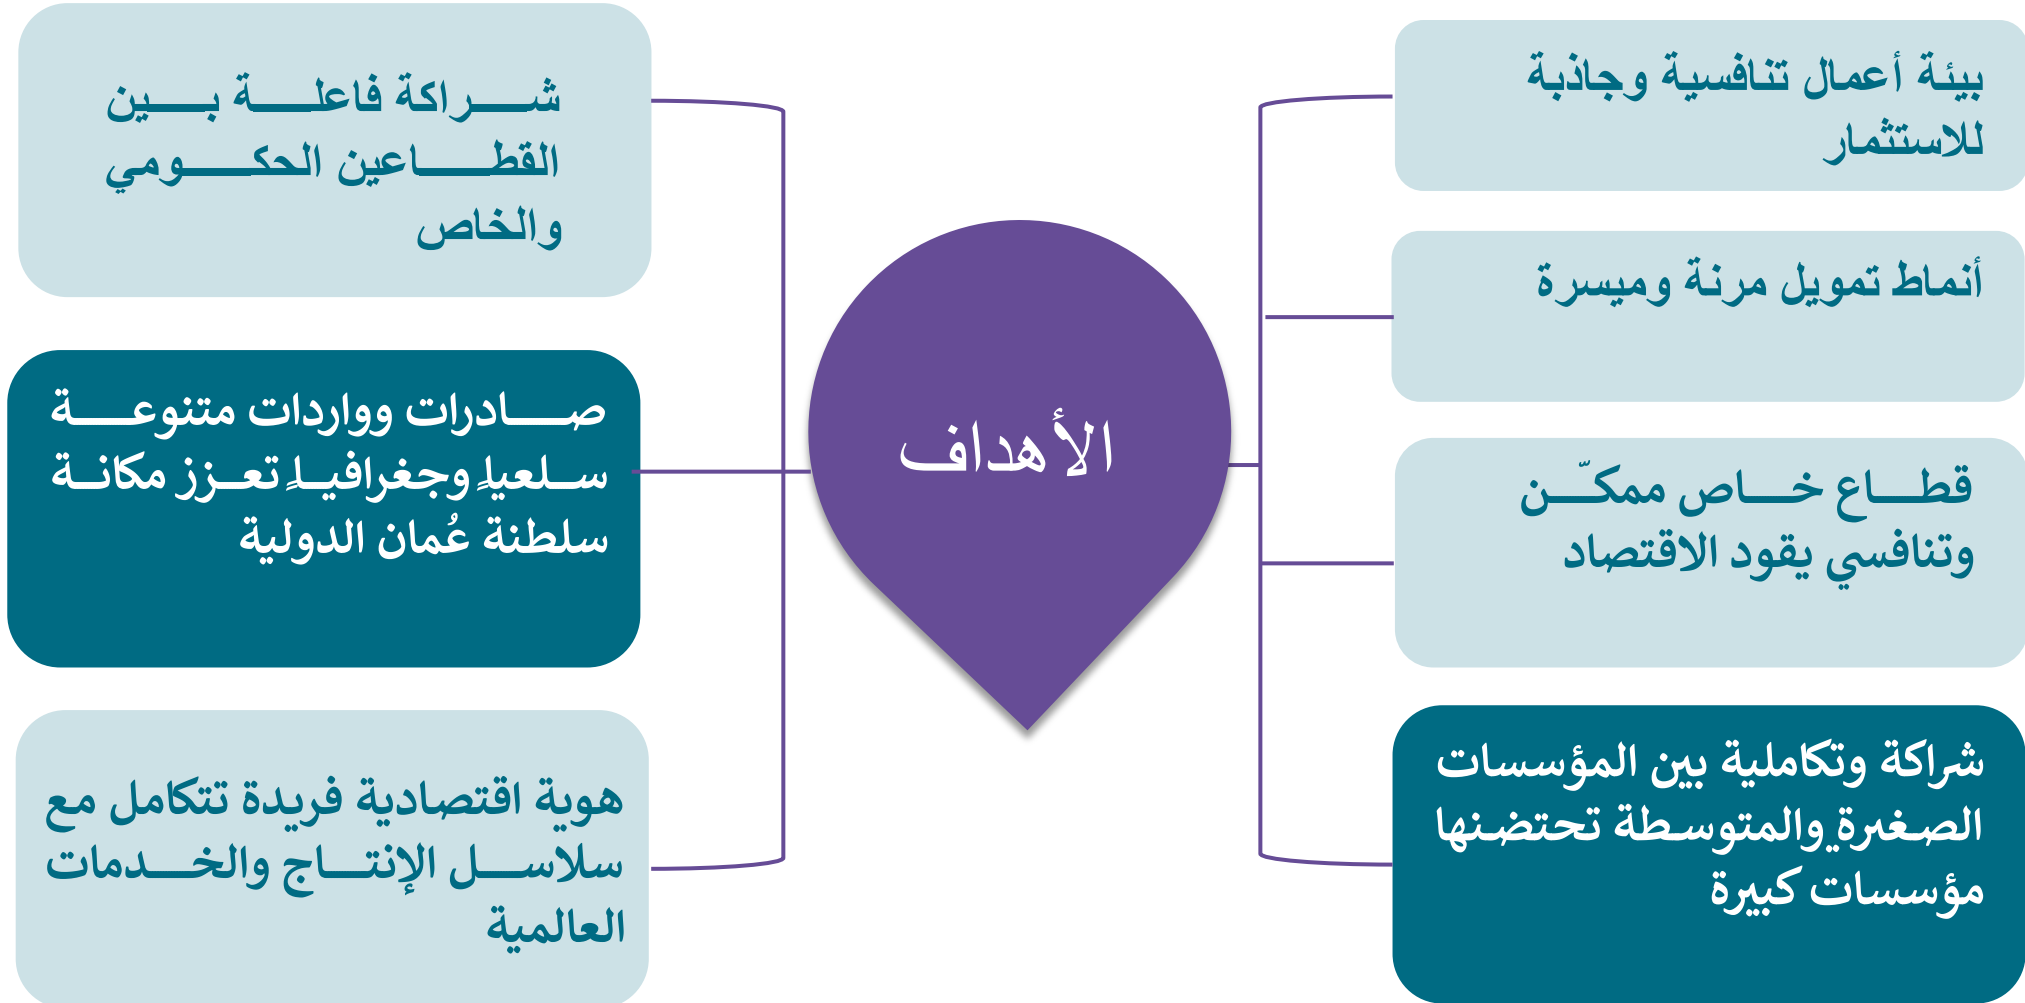 بيئة أعمال تنافسية وجاذبة
للاستثمار
أنماط تمويل مرنة وميسرة
قطاع خاص ممكّن
وتنافسي يقود الاقتصاد
شراكة وتكاملية بين المؤسسات
الصغيرة والمتوسطة تحتضنها
مؤسسات كبيرة
الأهداف
شراكة فاعلة بين
القطاعين الحكومي
والخاص
صادرات وواردات متنوعة
سلعياٍ وجغرافياٍ تعزز مكانة
سلطنة عُمان الدولية
هوية اقتصادية فريدة تتكامل مع
سلاسل الإنتاج والخدمات
العالمية